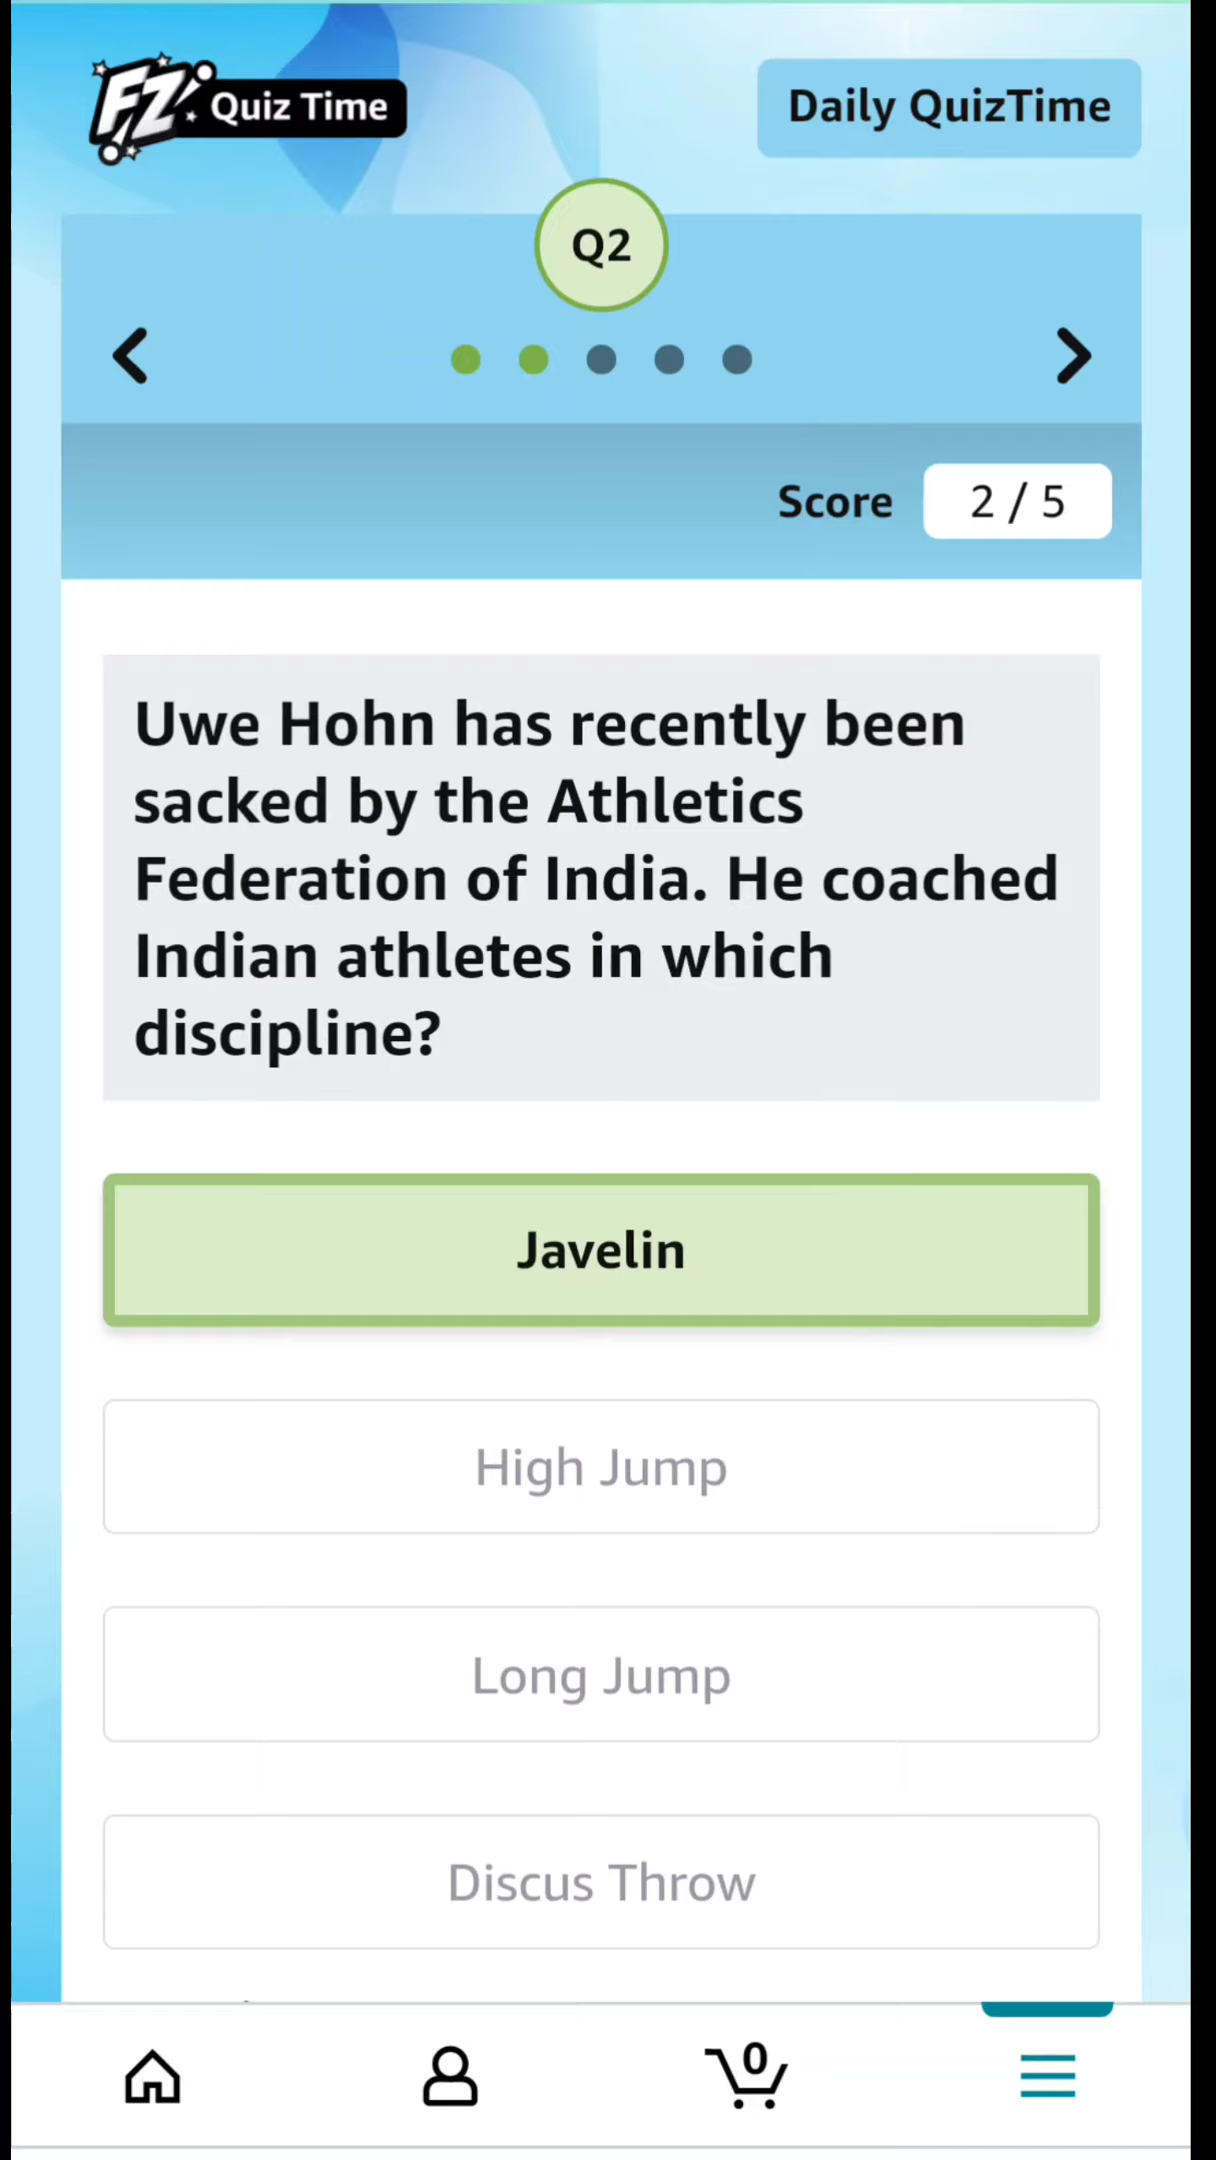 FZ Quiz Time
Daily QuizTime
Q2
Score 2 / 5
Uwe Hohn has recently been
sacked by the Athletics
Federation of India. He coached
Indian athletes in which
discipline?
Javelin
High Jump
Long Jump
Discus Throw
0